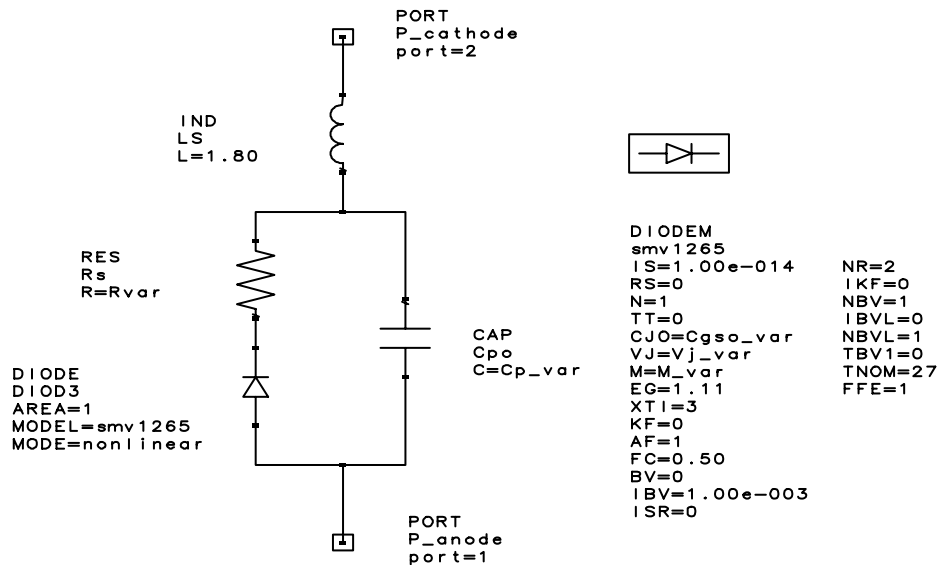 PORT
P_cathode
port=2
IND
LS
L=1.80
RES
Rs
R=Rvar
CAP
Cpo
C=Cp_var
DIODE
DIOD3
AREA=1
MODEL=smv1265
MODE=nonlinear
PORT
P_anode
port=1
DIODEM
smv1265
IS=1.00e-014
RS=0
N=1
TT=0
CJO=Cgso_var
VJ=Vj_var
M=M_var
EG=1.11
XTI=3
KF=0
AF=1
FC=0.50
BV=0
IBV=1.00e-003
ISR=0
NR=2
IKF=0
NBV=1
IBVL=0
NBVL=1
TBV1=0
TNOM=27
FFE=1